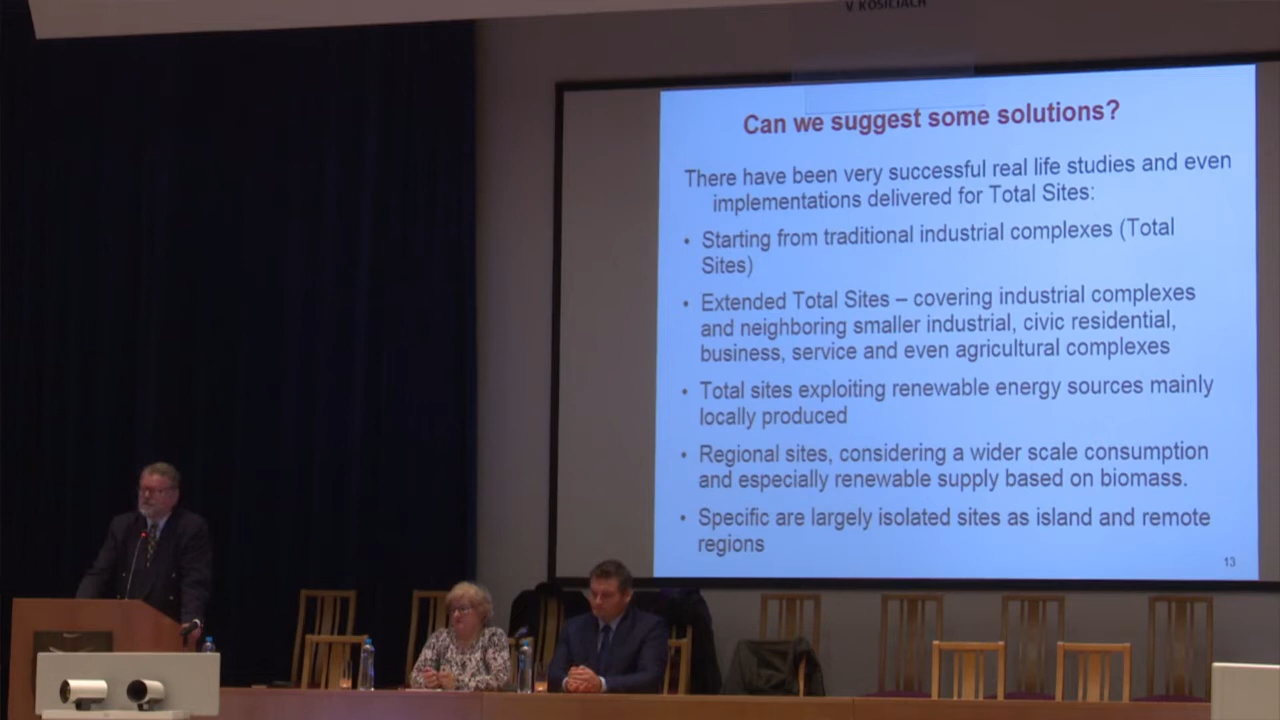 V KOŠICIACH
Can we suggest some solutions?
There have been very successful real life studies and even
implementations delivered for Total Sites:
• Starting from traditional industrial complexes (Total
Sites)
• Extended Total Sites – covering industrial complexes
and neighboring smaller industrial, civic residential,
business, service and even agricultural complexes
• Total sites exploiting renewable energy sources mainly
locally produced
• Regional sites, considering a wider scale consumption
and especially renewable supply based on biomass.
• Specific are largely isolated sites as island and remote
regions
13